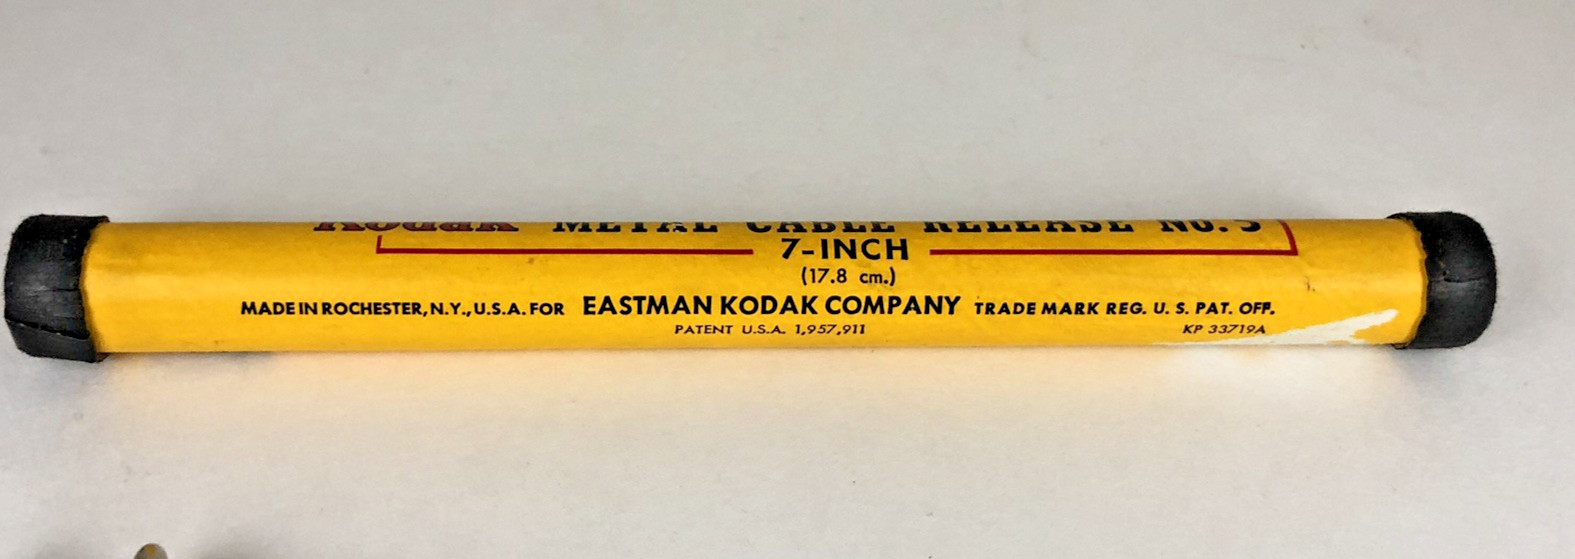 Kodak METAL CABLE RELEASE NO. 5
7-INCH
(17.8 cm.)
MADE IN ROCHESTER, N.Y., U.S.A. FOR EASTMAN KODAK COMPANY TRADE MARK REG. U. S. PAT. OFF.
PATENT U.S.A. 1,957,911 KP 33719A